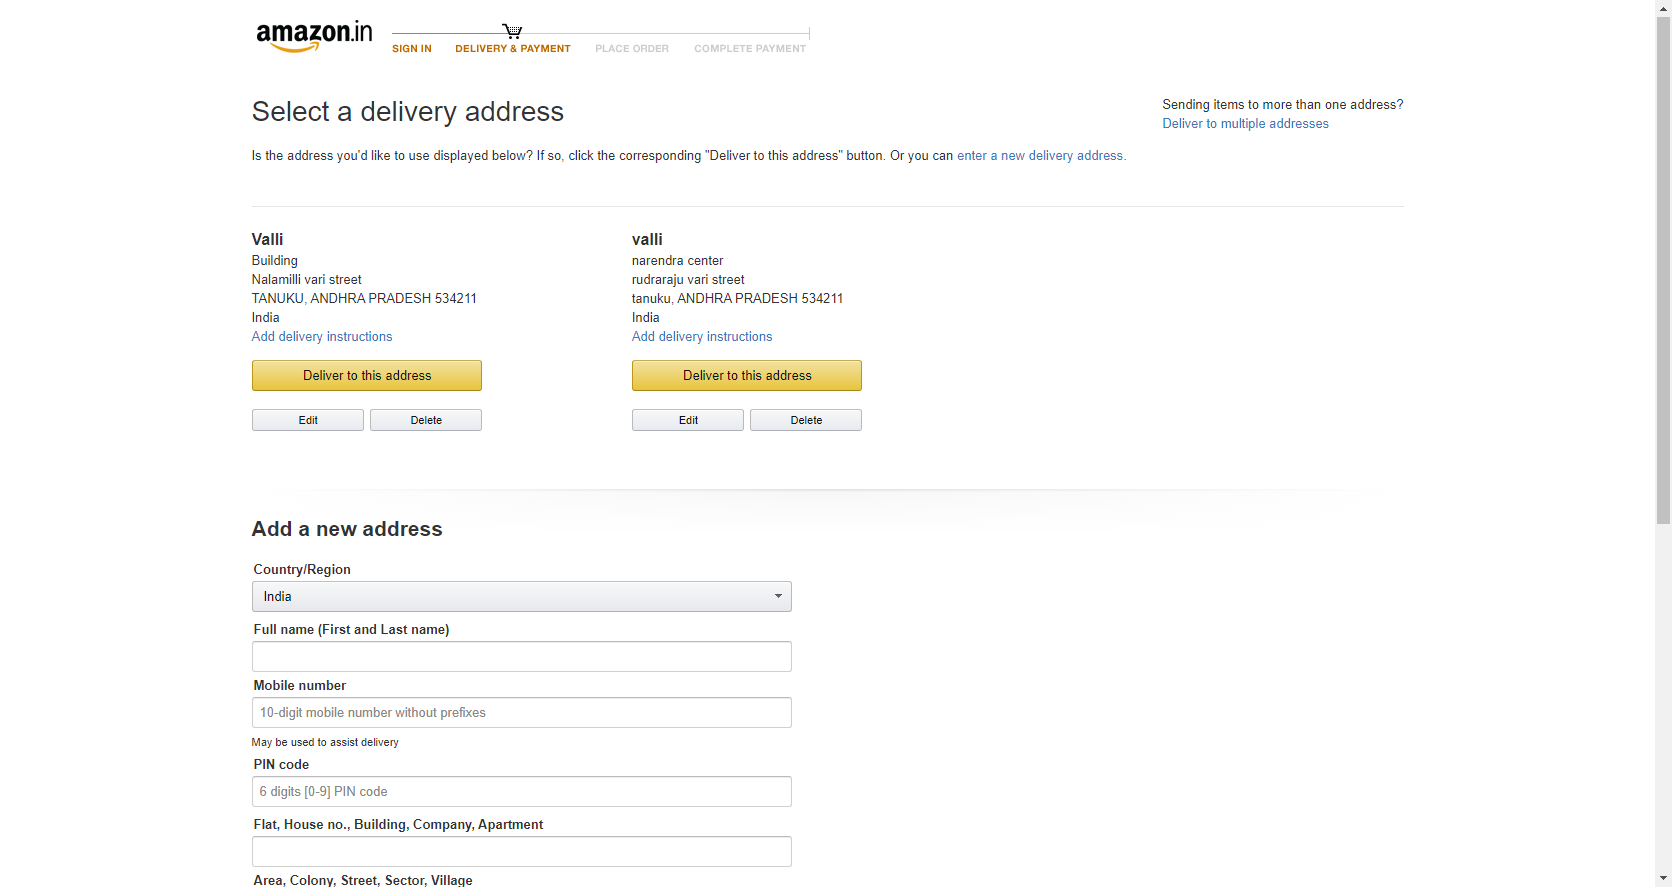 amazon.in
SIGN IN DELIVERY & PAYMENT PLACE ORDER COMPLETE PAYMENT
Select a delivery address
Sending items to more than one address?
Deliver to multiple addresses
Is the address you'd like to use displayed below? If so, click the corresponding "Deliver to this address" button. Or you can enter a new delivery address.
Valli
Building
Nalamilli vari street
TANUKU, ANDHRA PRADESH 534211
India
Add delivery instructions
Deliver to this address
Edit Delete
valli
narendra center
rudraraju vari street
tanuku, ANDHRA PRADESH 534211
India
Add delivery instructions
Deliver to this address
Edit Delete
Add a new address
Country/Region
India
Full name (First and Last name)
Mobile number
10-digit mobile number without prefixes
May be used to assist delivery
PIN code
6 digits [0-9] PIN code
Flat, House no., Building, Company, Apartment
Area, Colony, Street, Sector, Village